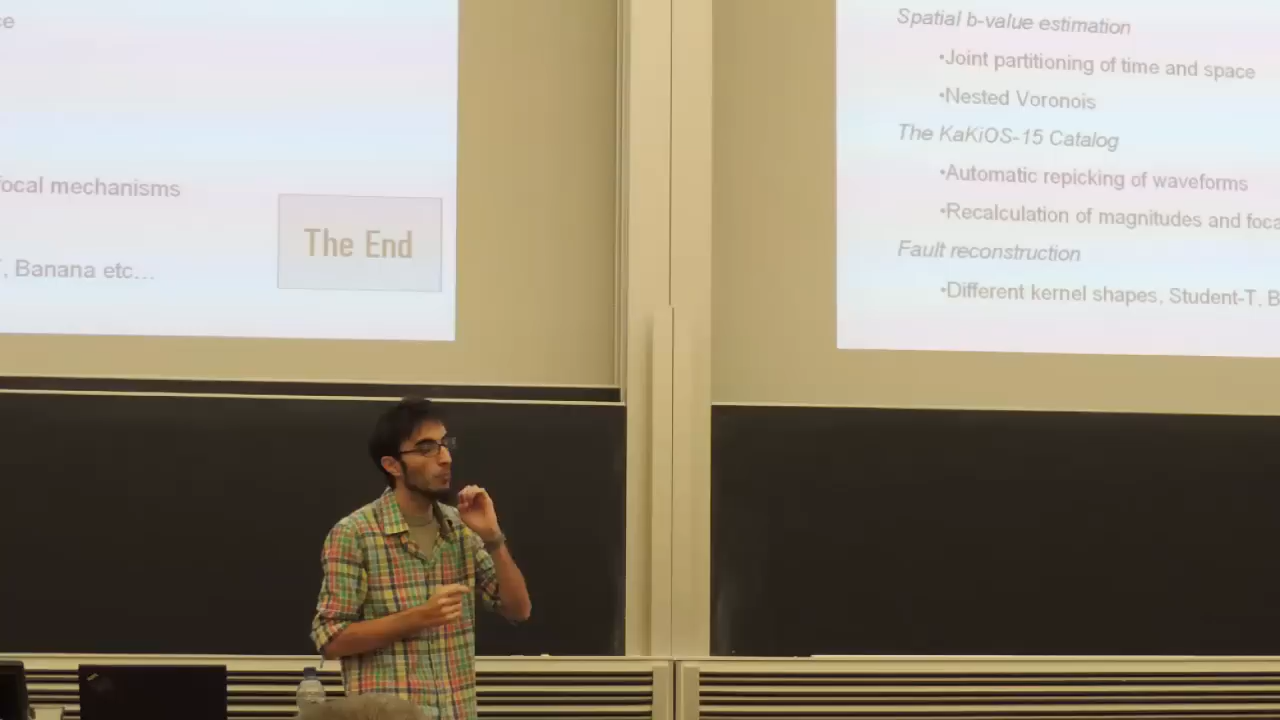 e
focal mechanisms
The End
T, Banana etc...
Spatial b-value estimation
•Joint partitioning of time and space
•Nested Voronois
The KaKiOS-15 Catalog
•Automatic repicking of waveforms
•Recalculation of magnitudes and foca
Fault reconstruction
•Different kernel shapes, Student-T, B